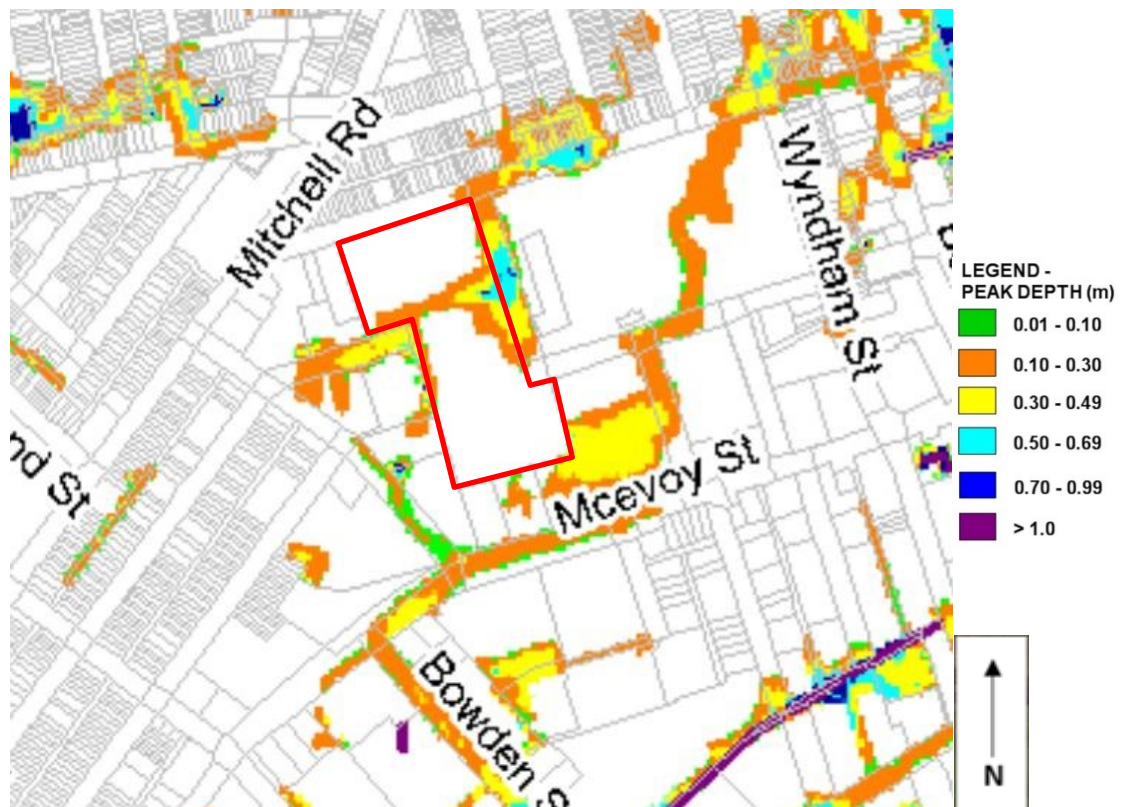 Mitchell Rd
Wyndham St
nd St
Mcevoy St
Bowden S
LEGEND -
PEAK DEPTH (m)
0.01 - 0.10
0.10 - 0.30
0.30 - 0.49
0.50 - 0.69
0.70 - 0.99
> 1.0
N